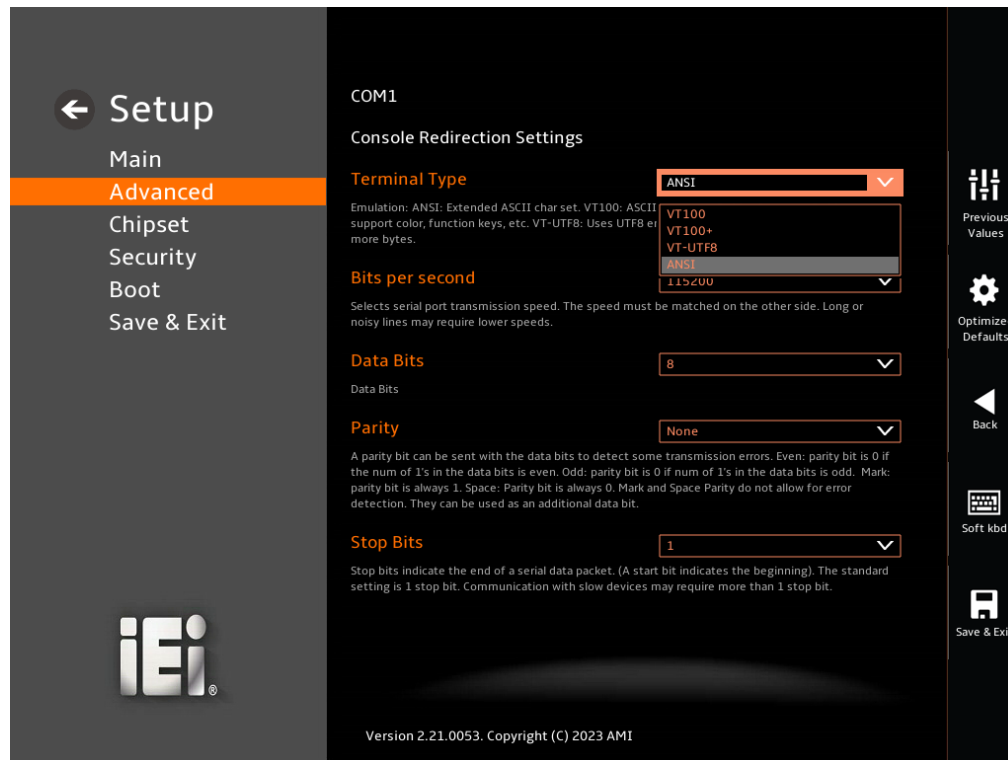 Setup
Main
Advanced
Chipset
Security
Boot
Save & Exit
iEi®
COM1
Console Redirection Settings
Terminal Type
ANSI
Emulation: ANSI: Extended ASCII char set. VT100: ASCII
support color, function keys, etc. VT-UTF8: Uses UTF8 e
more bytes.
VT100
VT100+
VT-UTF8
ANSI
Bits per second
115200
Selects serial port transmission speed. The speed must be matched on the other side. Long or
noisy lines may require lower speeds.
Data Bits
8
Data Bits
Parity
None
A parity bit can be sent with the data bits to detect some transmission errors. Even: parity bit is 0 if
the num of 1's in the data bits is even. Odd: parity bit is 0 if num of 1's in the data bits is odd. Mark:
parity bit is always 1. Space: Parity bit is always 0. Mark and Space Parity do not allow for error
detection. They can be used as an additional data bit.
Stop Bits
1
Stop bits indicate the end of a serial data packet. (A start bit indicates the beginning). The standard
setting is 1 stop bit. Communication with slow devices may require more than 1 stop bit.
Version 2.21.0053. Copyright (C) 2023 AMI
Previous
Values
Optimize
Defaults
Back
Soft kbd
Save & Exi